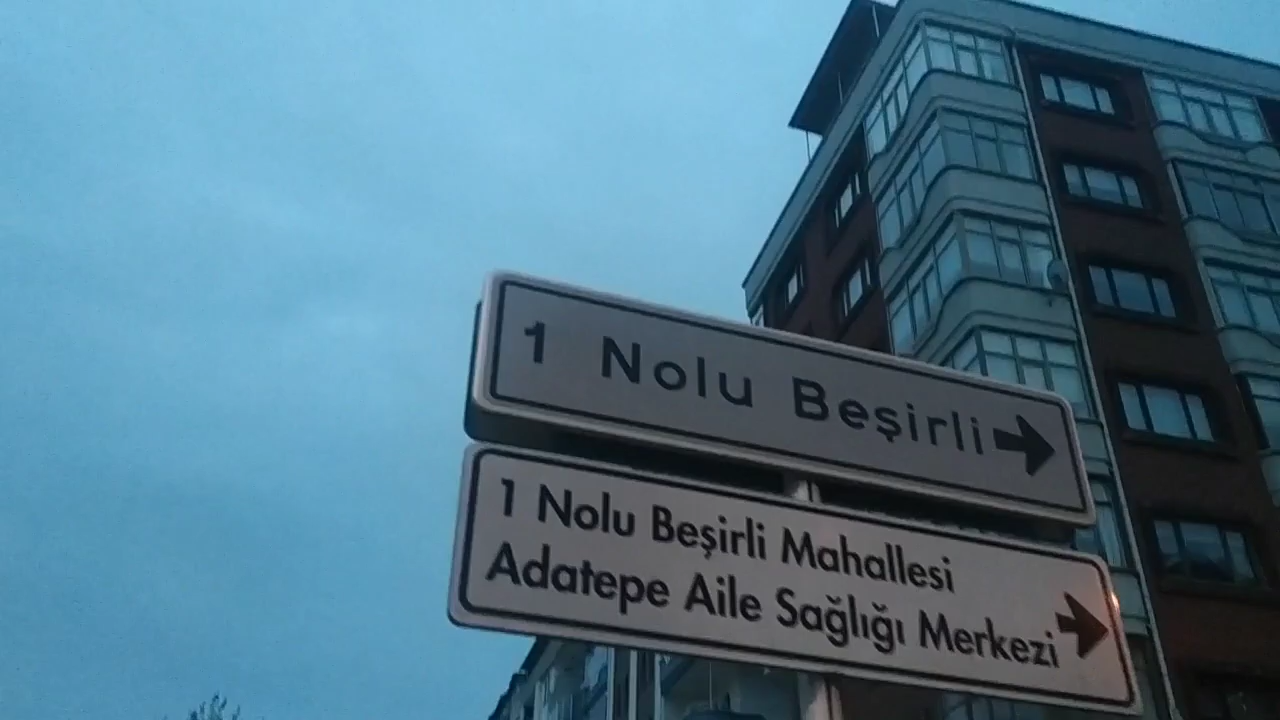 1 Nolu Beşirli
1 Nolu Beşirli Mahallesi
Adatepe Aile Sağlığı Merkezi